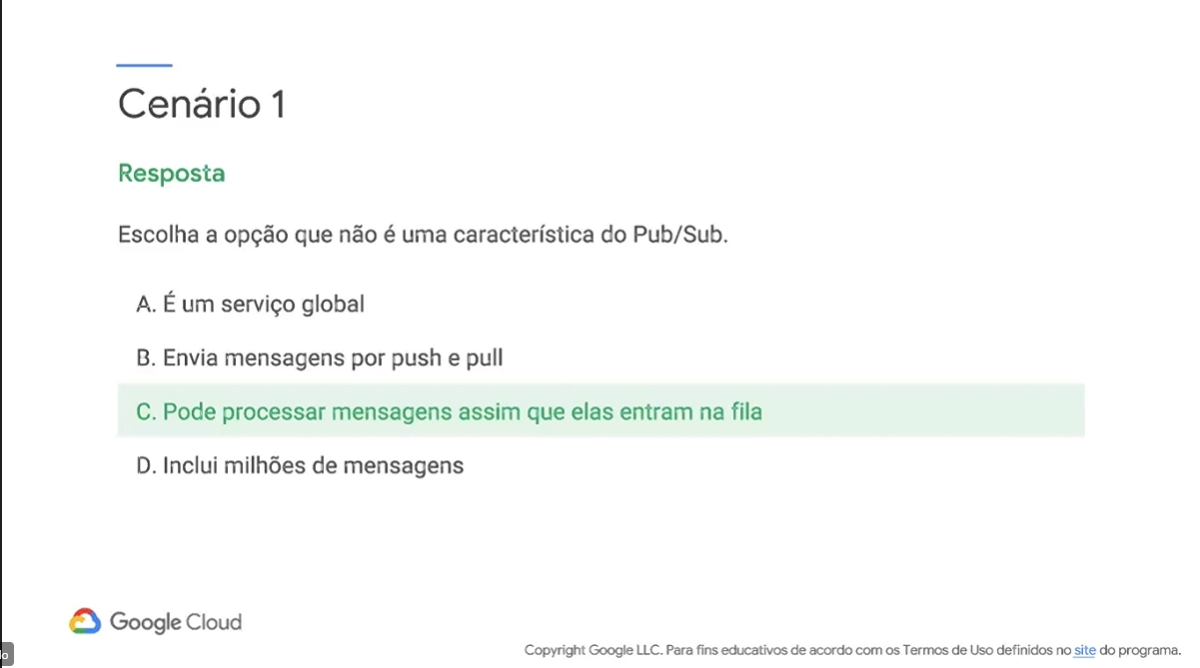 Cenário 1
Resposta
Escolha a opção que não é uma característica do Pub/Sub.
A. É um serviço global
B. Envia mensagens por push e pull
C. Pode processar mensagens assim que elas entram na fila
D. Inclui milhões de mensagens
Google Cloud
Copyright Google LLC. Para fins educativos de acordo com os Termos de Uso definidos no site do programa.